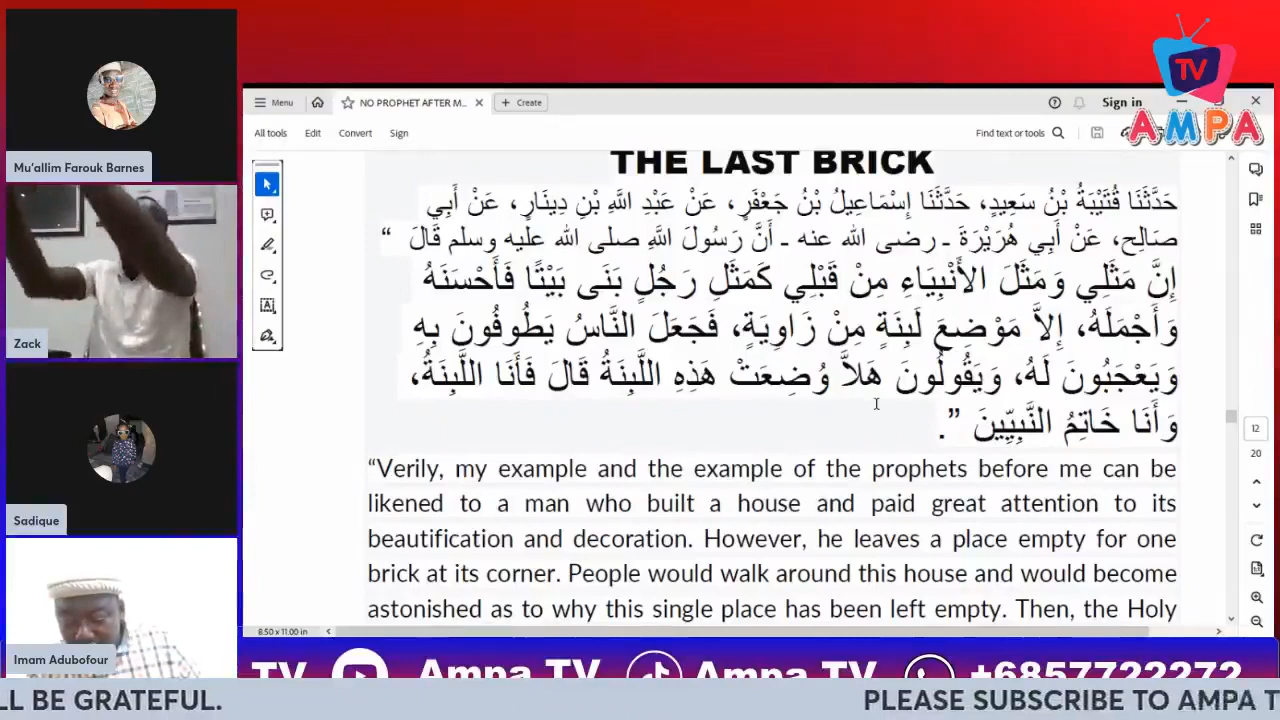 TV
AMPA
Mu'allim Farouk Barnes
Zack
Sadique
Imam Adubofour
Menu
NO PROPHET AFTER M...
Create
Sign in
All tools
Edit
Convert
Sign
Find text or tools
THE LAST BRICK
حَدَّثَنَا قُتَيْبَةُ بْنُ سَعِيدٍ، حَدَّثَنَا إِسْمَاعِيلُ بْنُ جَعْفَرٍ، عَنْ عَبْدِ اللَّهِ بْنِ دِينَارٍ، عَنْ أَبِي
صَالِحٍ، عَنْ أَبِي هُرَيْرَةَ ـ رضى الله عنه ـ أَنَّ رَسُولَ اللَّهِ صلى الله عليه وسلم قَالَ "
إِنَّ مَثَلِي وَمَثَلَ الأَنْبِيَاءِ مِنْ قَبْلِي كَمَثَلِ رَجُلٍ بَنَى بَيْتًا فَأَحْسَنَهُ
وَأَجْمَلَهُ، إِلاَّ مَوْضِعَ لَبِنَةٍ مِنْ زَاوِيَةٍ، فَجَعَلَ النَّاسُ يَطُوفُونَ بِهِ
وَيَعْجَبُونَ لَهُ، وَيَقُولُونَ هَلاَّ وُضِعَتْ هَذِهِ اللَّبِنَةُ قَالَ فَأَنَا اللَّبِنَةُ،
وَأَنَا خَاتِمُ النَّبِيِّينَ ".
“Verily, my example and the example of the prophets before me can be
likened to a man who built a house and paid great attention to its
beautification and decoration. However, he leaves a place empty for one
brick at its corner. People would walk around this house and would become
astonished as to why this single place has been left empty. Then, the Holy
12
20
8.50 x 11.00 in
TV Ampa TV Ampa TV +6857722272
LL BE GRATEFUL. PLEASE SUBSCRIBE TO AMPA T